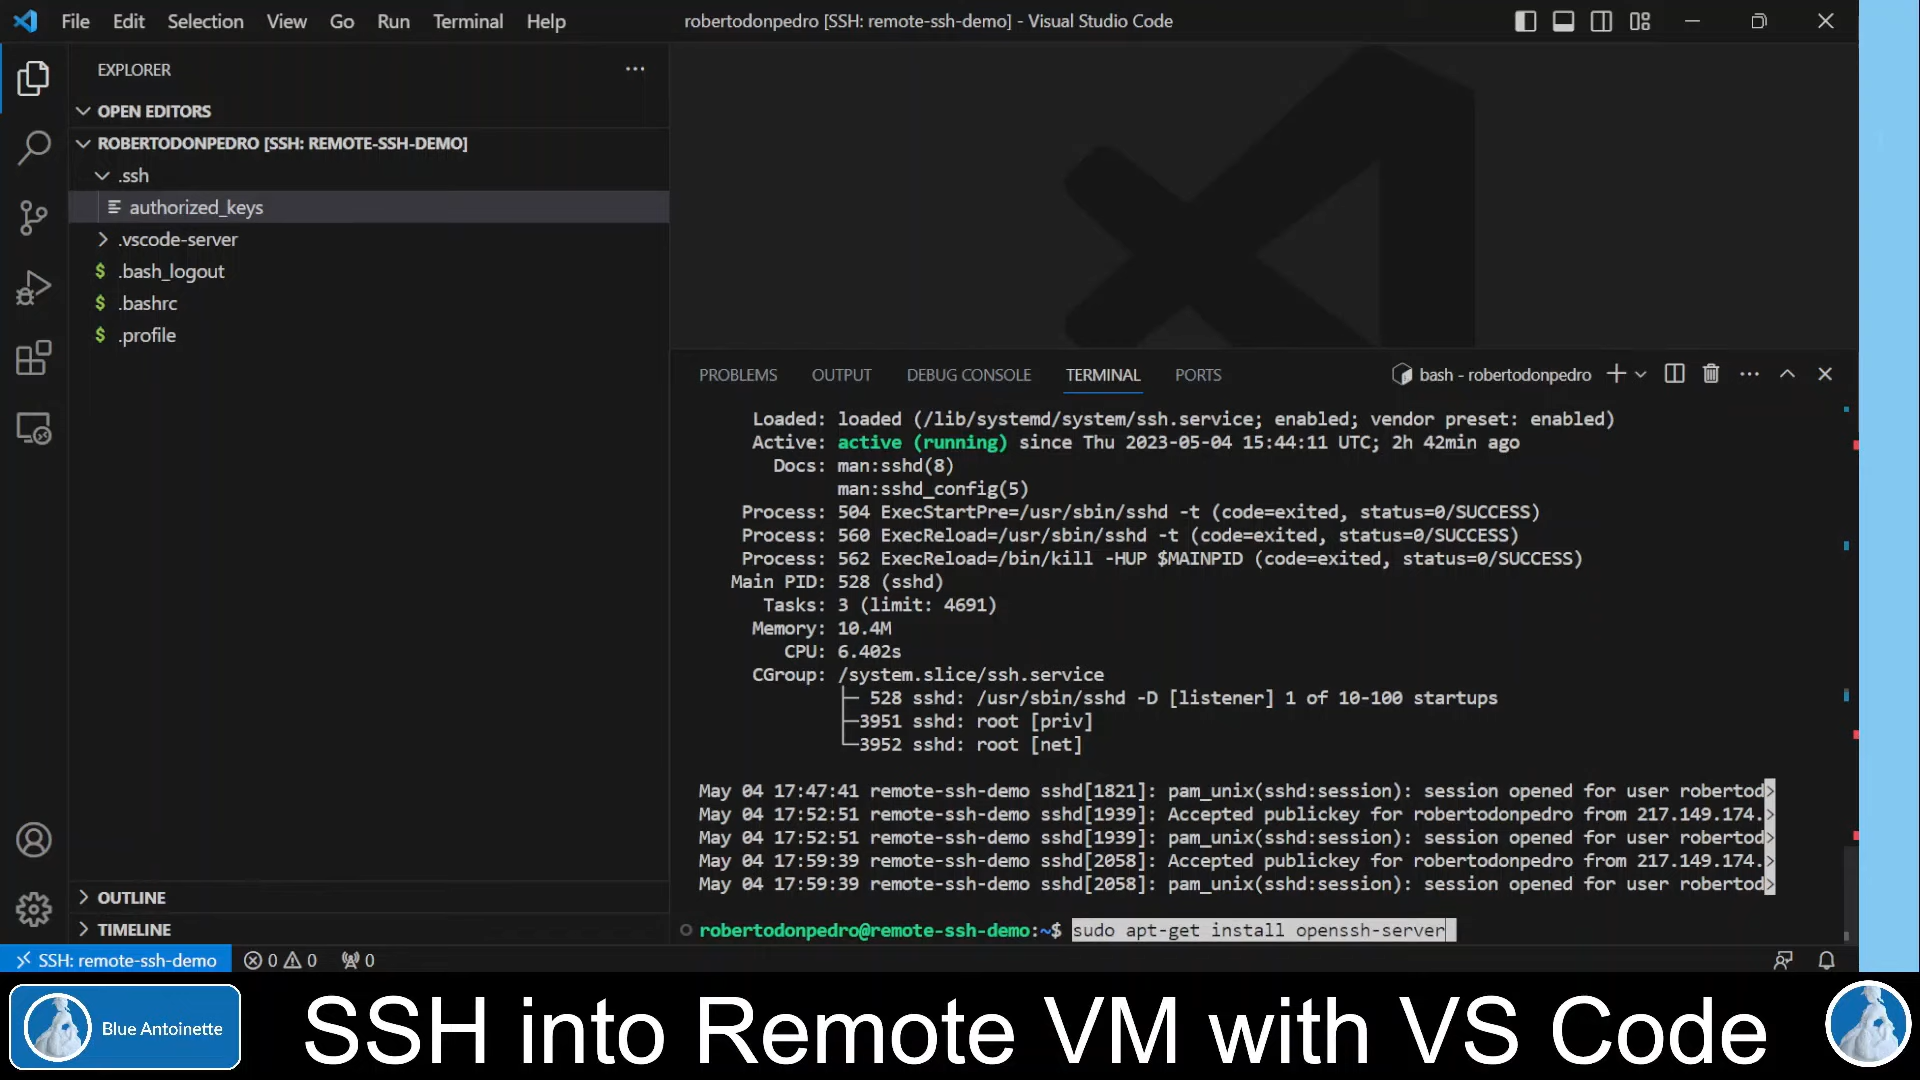 File Edit Selection View Go Run Terminal Help
robertodonpedro [SSH: remote-ssh-demo] - Visual Studio Code
EXPLORER
OPEN EDITORS
ROBERTODONPEDRO [SSH: REMOTE-SSH-DEMO]
.ssh
authorized_keys
.vscode-server
$ .bash_logout
$ .bashrc
$ .profile
OUTLINE
TIMELINE
PROBLEMS OUTPUT DEBUG CONSOLE TERMINAL PORTS
bash - robertodonpedro
Loaded: loaded (/lib/systemd/system/ssh.service; enabled; vendor preset: enabled)
Active: active (running) since Thu 2023-05-04 15:44:11 UTC; 2h 42min ago
Docs: man:sshd(8)
man:sshd_config(5)
Process: 504 ExecStartPre=/usr/sbin/sshd -t (code=exited, status=0/SUCCESS)
Process: 560 ExecReload=/usr/sbin/sshd -t (code=exited, status=0/SUCCESS)
Process: 562 ExecReload=/bin/kill -HUP $MAINPID (code=exited, status=0/SUCCESS)
Main PID: 528 (sshd)
Tasks: 3 (limit: 4691)
Memory: 10.4M
CPU: 6.402s
CGroup: /system.slice/ssh.service
├─ 528 sshd: /usr/sbin/sshd -D [listener] 1 of 10-100 startups
├─3951 sshd: root [priv]
└─3952 sshd: root [net]
May 04 17:47:41 remote-ssh-demo sshd[1821]: pam_unix(sshd:session): session opened for user robertod>
May 04 17:52:51 remote-ssh-demo sshd[1939]: Accepted publickey for robertodonpedro from 217.149.174.>
May 04 17:52:51 remote-ssh-demo sshd[1939]: pam_unix(sshd:session): session opened for user robertod>
May 04 17:59:39 remote-ssh-demo sshd[2058]: Accepted publickey for robertodonpedro from 217.149.174.>
May 04 17:59:39 remote-ssh-demo sshd[2058]: pam_unix(sshd:session): session opened for user robertod>
robertodonpedro@remote-ssh-demo:~$ sudo apt-get install openssh-server
SSH: remote-ssh-demo 0 0 0
Blue Antoinette
SSH into Remote VM with VS Code